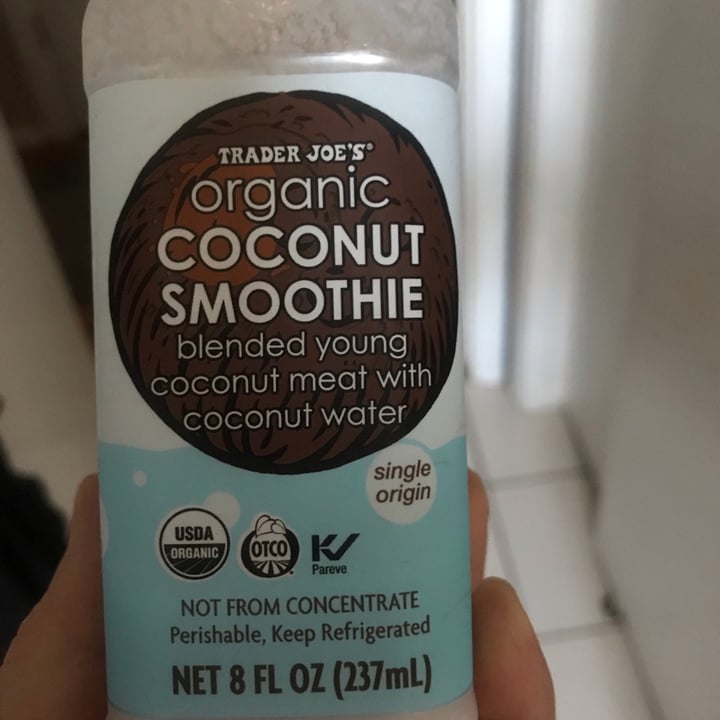 TRADER JOE'S®
organic
COCONUT
SMOOTHIE
blended young
coconut meat with
coconut water
single
origin
USDA
ORGANIC
OTCO
KV
Pareve
NOT FROM CONCENTRATE
Perishable, Keep Refrigerated
NET 8 FL OZ (237mL)